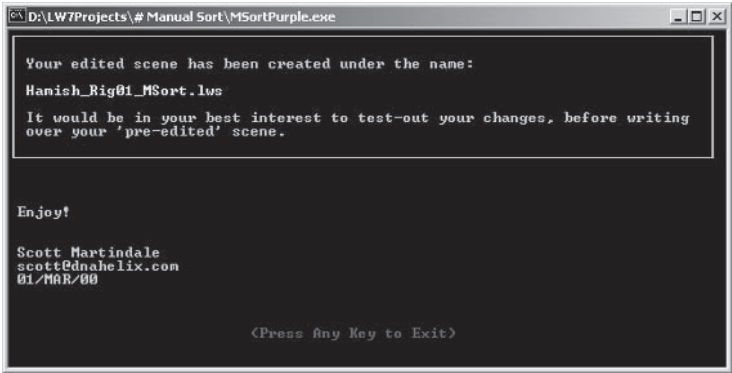 D:\LW7Projects\# Manual Sort\MSortPurple.exe
Your edited scene has been created under the name:
Hamish_Rig01_MSort.lws
It would be in your best interest to test-out your changes, before writing
over your 'pre-edited' scene.
Enjoy!
Scott Martindale
scott@dnahelix.com
01/MAR/00
<Press Any Key to Exit>